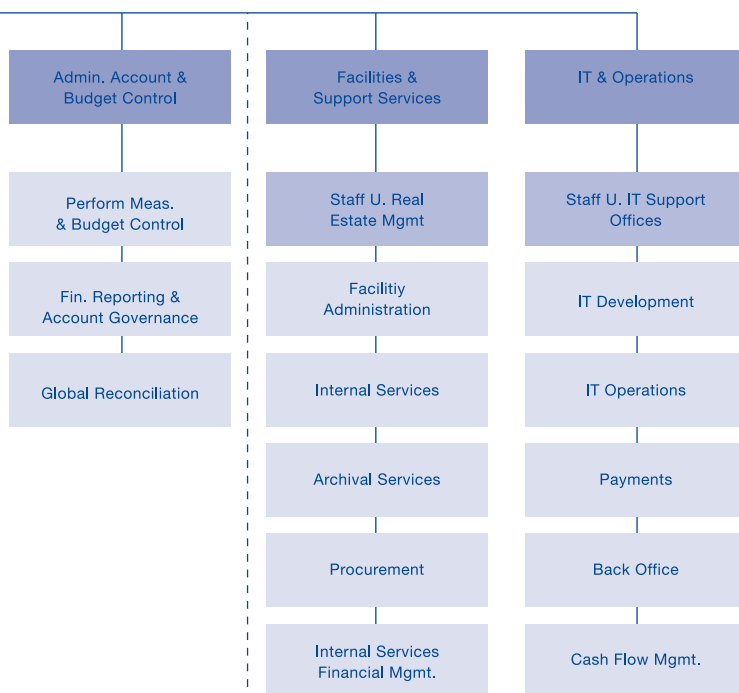 Admin. Account &
Budget Control
Perform Meas.
& Budget Control
Fin. Reporting &
Account Governance
Global Reconciliation
Facilities &
Support Services
Staff U. Real
Estate Mgmt
Facilitiy
Administration
Internal Services
Archival Services
Procurement
Internal Services
Financial Mgmt.
IT & Operations
Staff U. IT Support
Offices
IT Development
IT Operations
Payments
Back Office
Cash Flow Mgmt.